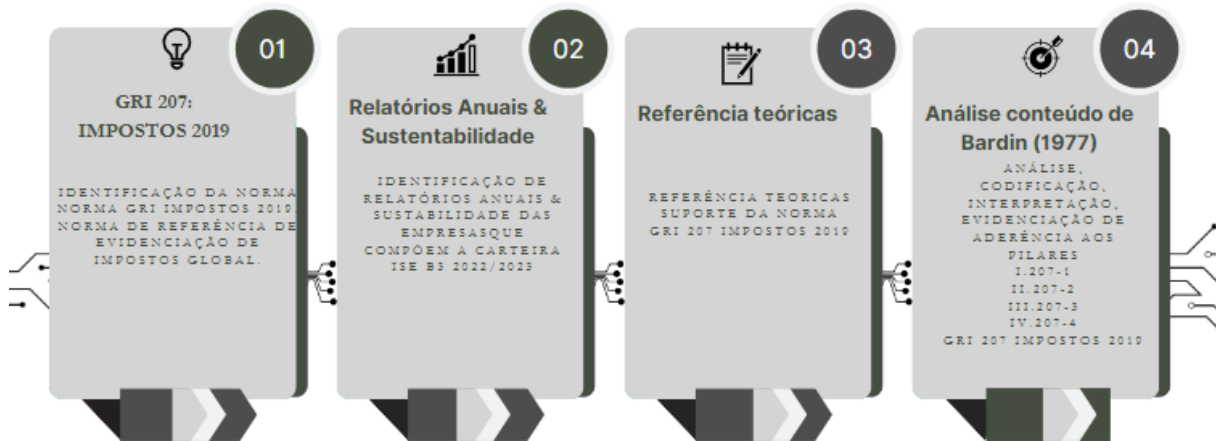 01
GRI 207:
IMPOSTOS 2019
IDENTIFICAÇÃO DA NORMA
NORMA GRI IMPOSTOS 2019.
NORMA DE REFERÊNCIA DE
EVIDENCIAÇÃO DE
IMPOSTOS GLOBAL.
02
Relatórios Anuais &
Sustentabilidade
IDENTIFICAÇÃO DE
RELATÓRIOS ANUAIS &
SUSTABILIDADE DAS
EMPRESASQUE
COMPÕEM A CARTEIRA
ISE B3 2022/2023
03
Referência teóricas
REFERÊNCIA TEORICAS
SUPORTE DA NORMA
GRI 207 IMPOSTOS 2019
04
Análise conteúdo de
Bardin (1977)
ANÁLISE,
CODIFICAÇÃO,
INTERPRETAÇÃO,
EVIDENCIAÇÃO DE
ADERÊNCIA AOS
PILARES
I.207-1
II.207-2
III.207-3
IV.207-4
GRI 207 IMPOSTOS 2019